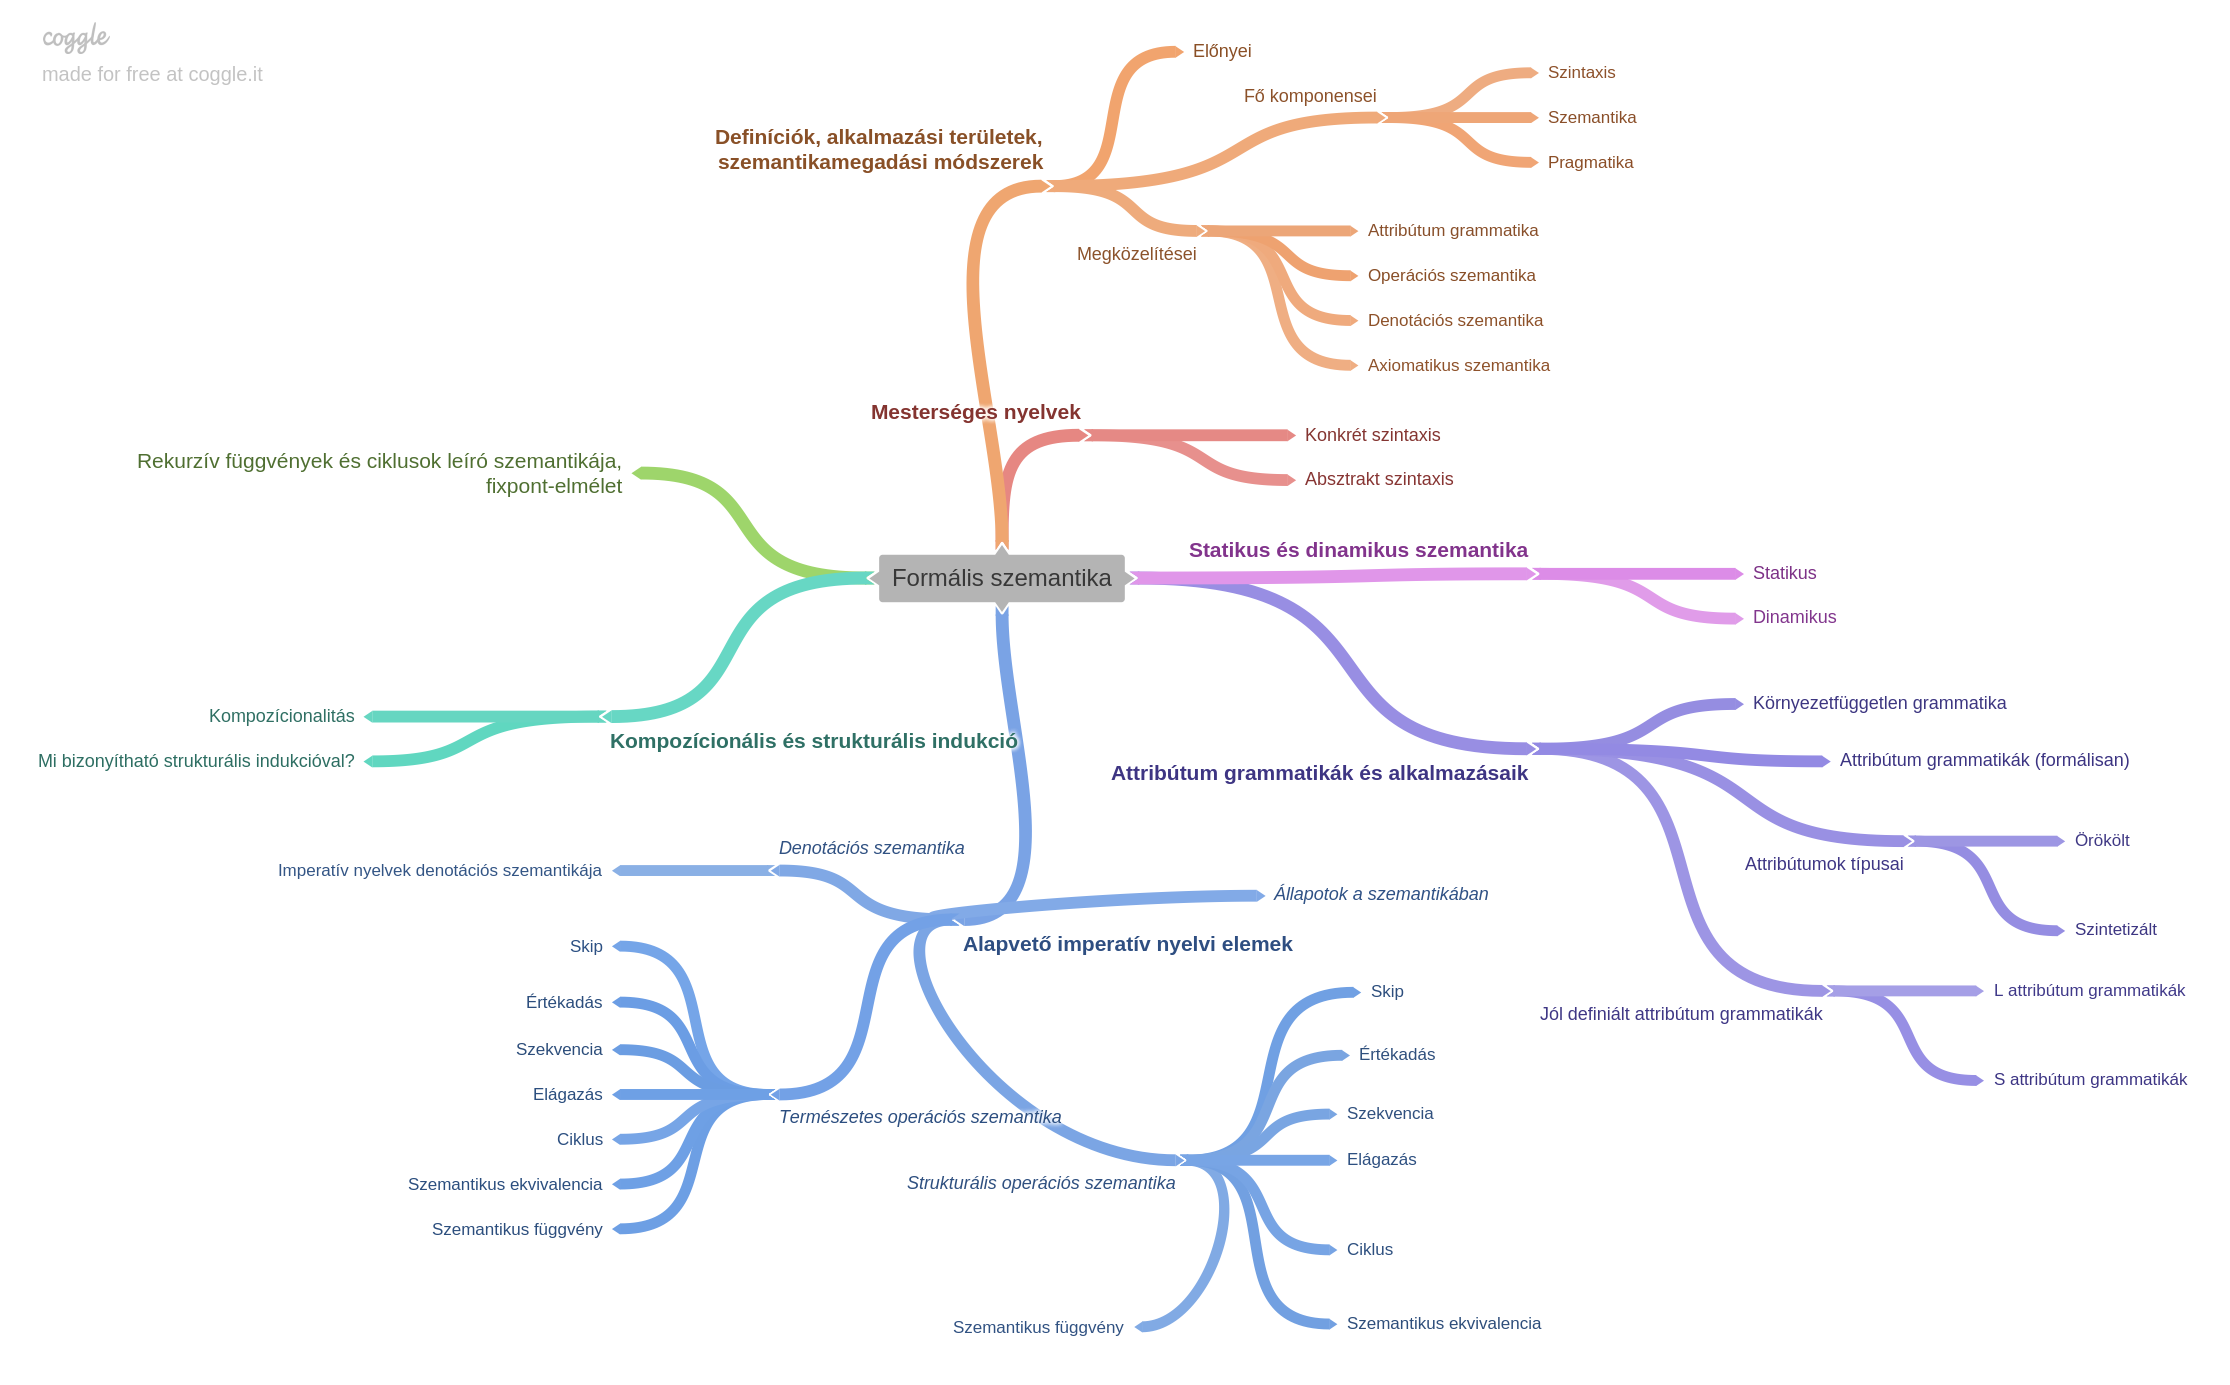 coggle
made for free at coggle.it
Formális szemantika
Definíciók, alkalmazási területek,
szemantikamegadási módszerek
Előnyei
Fő komponensei
Szintaxis
Szemantika
Pragmatika
Megközelítései
Attribútum grammatika
Operációs szemantika
Denotációs szemantika
Axiomatikus szemantika
Mesterséges nyelvek
Konkrét szintaxis
Absztrakt szintaxis
Statikus és dinamikus szemantika
Statikus
Dinamikus
Attribútum grammatikák és alkalmazásaik
Környezetfüggetlen grammatika
Attribútum grammatikák (formálisan)
Attribútumok típusai
Örökölt
Szintetizált
Jól definiált attribútum grammatikák
L attribútum grammatikák
S attribútum grammatikák
Rekurzív függvények és ciklusok leíró szemantikája,
fixpont-elmélet
Kompozícionális és strukturális indukció
Kompozícionalitás
Mi bizonyítható strukturális indukcióval?
Alapvető imperatív nyelvi elemek
Állapotok a szemantikában
Denotációs szemantika
Imperatív nyelvek denotációs szemantikája
Természetes operációs szemantika
Skip
Értékadás
Szekvencia
Elágazás
Ciklus
Szemantikus ekvivalencia
Szemantikus függvény
Strukturális operációs szemantika
Skip
Értékadás
Szekvencia
Elágazás
Ciklus
Szemantikus ekvivalencia
Szemantikus függvény